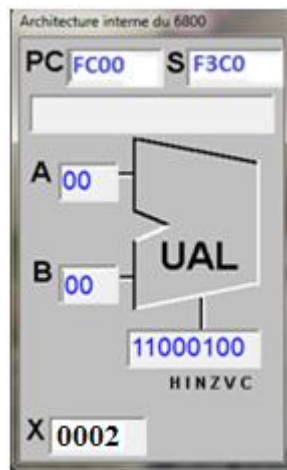 Architecture interne du 6800
PC FC00 S F3C0
A 00
UAL
B 00
11000100
HINZVC
X 0002